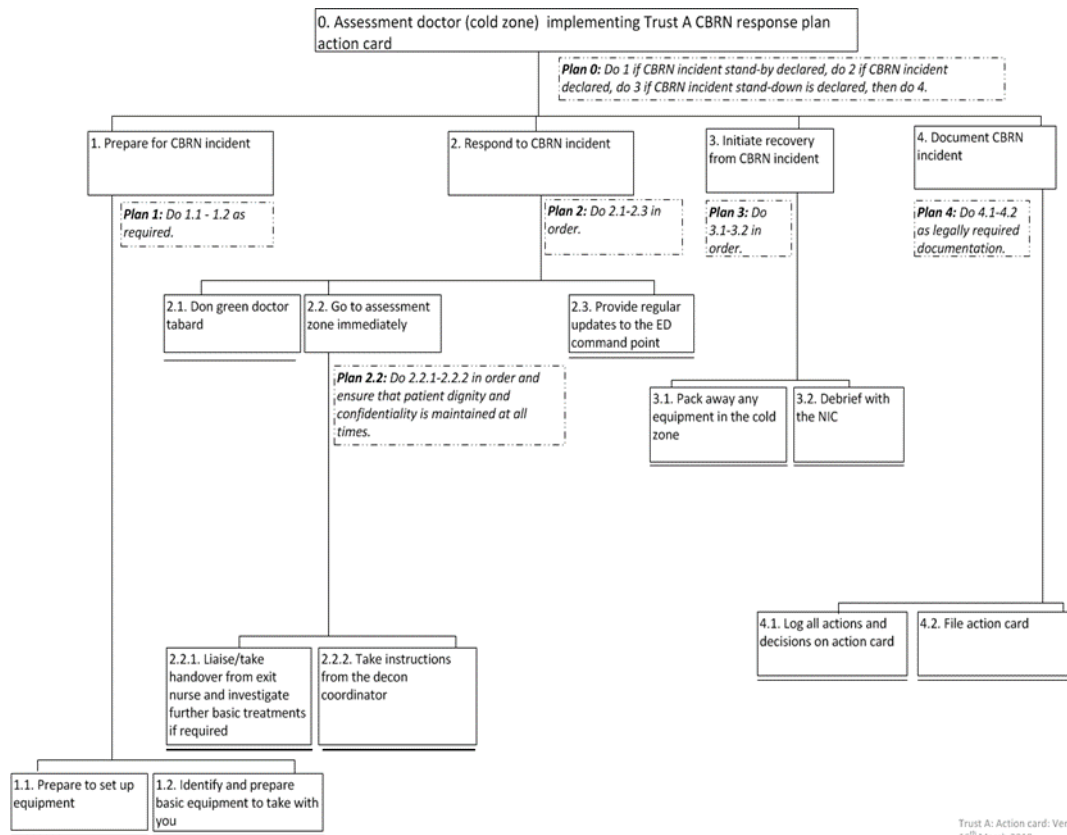 0. Assessment doctor (cold zone) implementing Trust A CBRN response plan
action card
Plan 0: Do 1 if CBRN incident stand-by declared, do 2 if CBRN incident
declared, do 3 if CBRN incident stand-down is declared, then do 4.
1. Prepare for CBRN incident
2. Respond to CBRN incident
3. Initiate recovery
from CBRN incident
4. Document CBRN
incident
Plan 1: Do 1.1 - 1.2 as
required.
Plan 2: Do 2.1-2.3 in
order.
Plan 3: Do
3.1-3.2 in
order.
Plan 4: Do 4.1-4.2
as legally required
documentation.
2.1. Don green doctor
tabard
2.2. Go to assessment
zone immediately
2.3. Provide regular
updates to the ED
command point
Plan 2.2: Do 2.2.1-2.2.2 in order and
ensure that patient dignity and
confidentiality is maintained at all
times.
3.1. Pack away any
equipment in the cold
zone
3.2. Debrief with
the NIC
4.1. Log all actions and
decisions on action card
4.2. File action card
2.2.1. Liaise/take
handover from exit
nurse and investigate
further basic treatments
if required
2.2.2. Take instructions
from the decon
coordinator
1.1. Prepare to set up
equipment
1.2. Identify and prepare
basic equipment to take with
you
Trust A: Action card: Ver